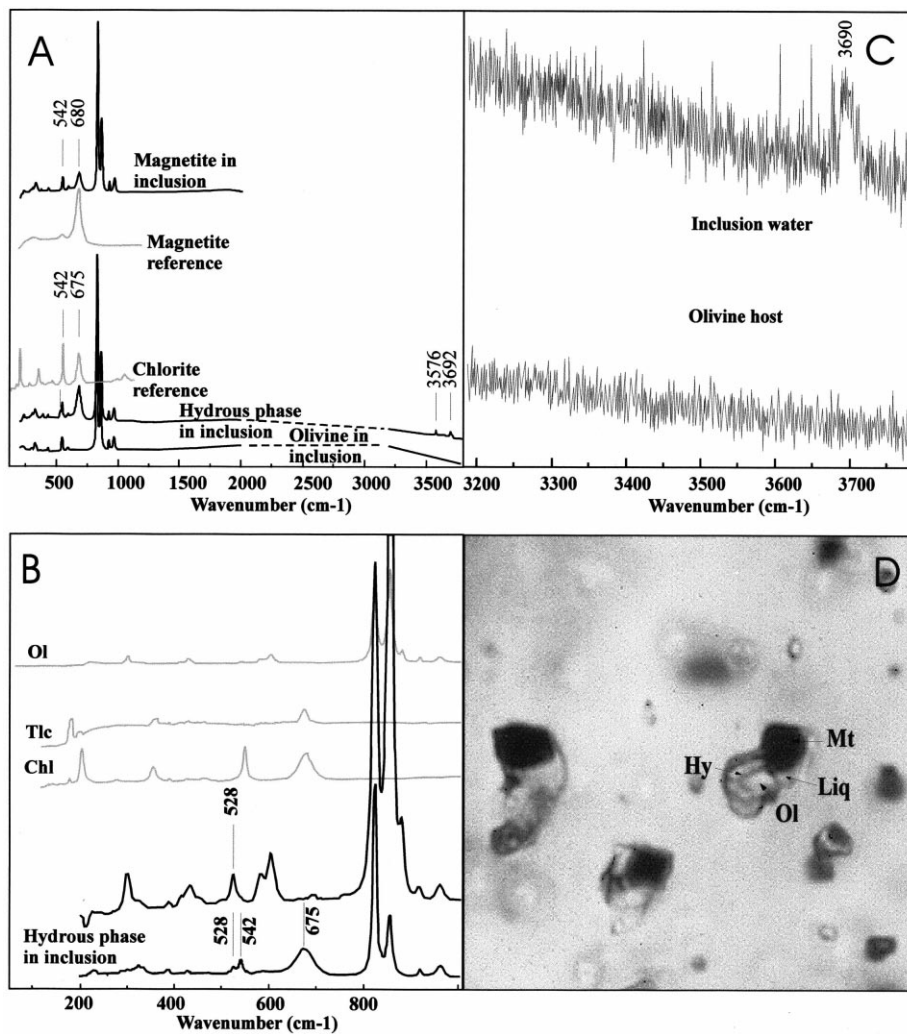 A
542
680
Magnetite in
inclusion
Magnetite
reference
542
675
3576
3692
Chlorite
reference
Hydrous phase
in inclusion
Olivine in
inclusion
500 1000 1500 2000 2500 3000 3500
Wavenumber (cm-1)
C
3690
Inclusion water
Olivine host
3200 3300 3400 3500 3600 3700
Wavenumber (cm-1)
B
Ol
Tlc
Chl
528
528
542
675
Hydrous phase
in inclusion
200 400 600 800
Wavenumber (cm-1)
D
Mt
Hy
Liq
Ol